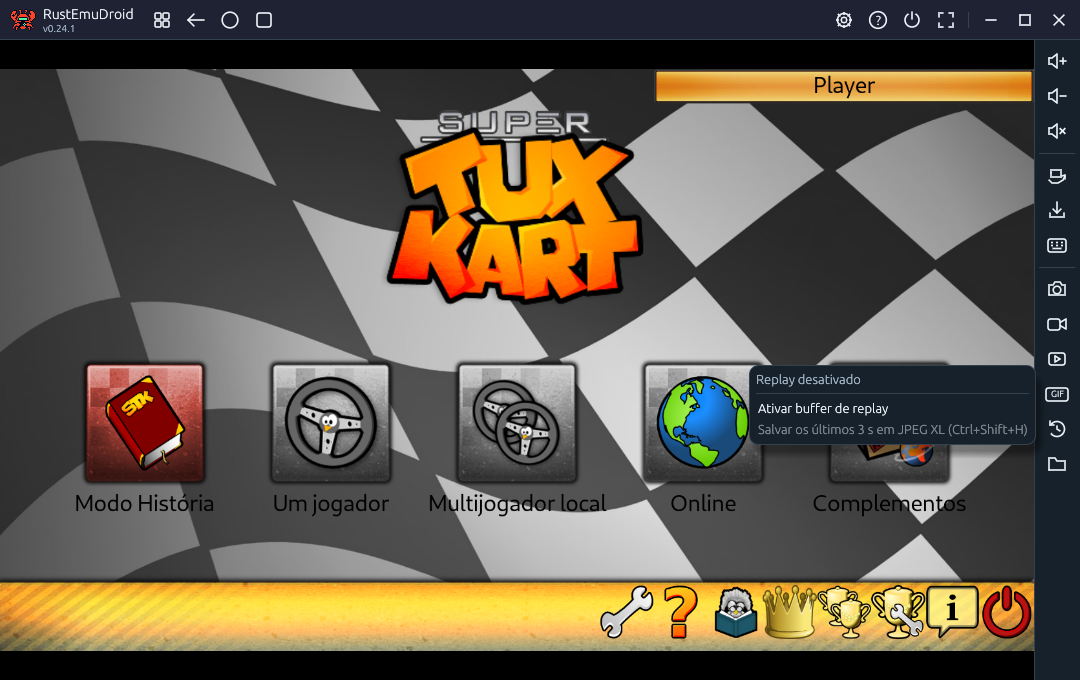 RustEmuDroid
v0.24.1
Player
SUPER
TUX
KART
STK
Replay desativado
Ativar buffer de replay
Salvar os últimos 3 s em JPEG XL (Ctrl+Shift+H)
GIF
Modo História
Um jogador
Multijogador local
Online
Complementos